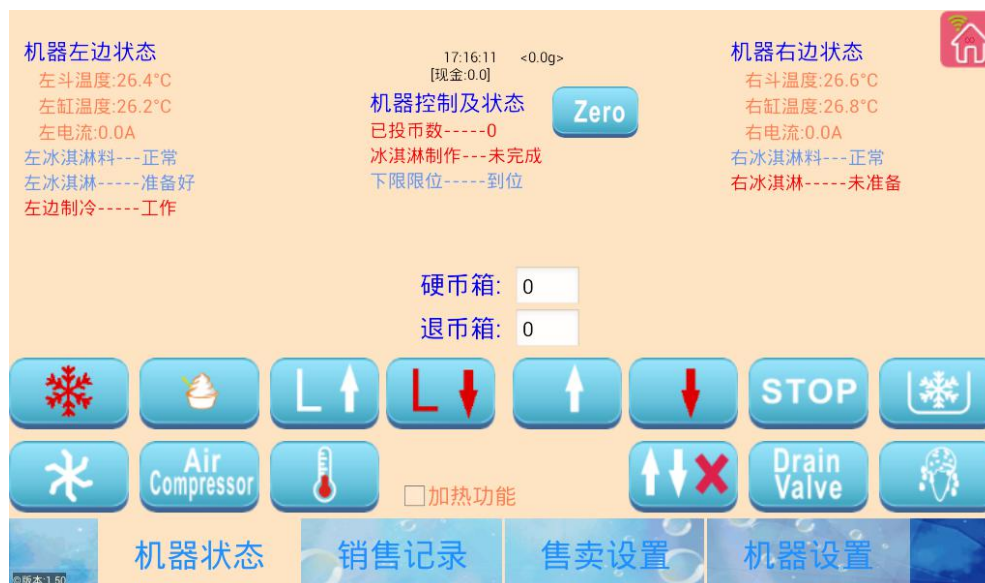 机器左边状态
左斗温度:26.4°C
左缸温度:26.2°C
左电流:0.0A
左冰淇淋料---正常
左冰淇淋-----准备好
左边制冷-----工作
17:16:11 <0.0g>
[现金:0.0]
机器控制及状态
Zero
已投币数-----0
冰淇淋制作---未完成
下限限位-----到位
机器右边状态
右斗温度:26.6°C
右缸温度:26.8°C
右电流:0.0A
右冰淇淋料---正常
右冰淇淋-----未准备
硬币箱: 0
退币箱: 0
L L STOP
Air
Compressor
加热功能
Drain
Valve
机器状态 销售记录 售卖设置 机器设置
©版本:1.50